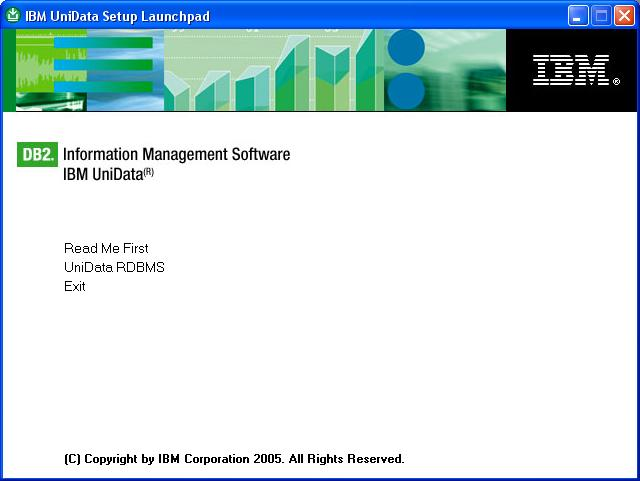 IBM UniData Setup Launchpad
IBM®
DB2. Information Management Software
IBM UniData(R)
Read Me First
UniData RDBMS
Exit
(C) Copyright by IBM Corporation 2005. All Rights Reserved.